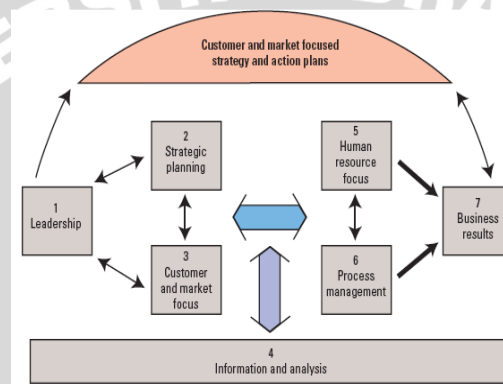 Customer and market focused
strategy and action plans
1
Leadership
2
Strategic
planning
3
Customer
and market
focus
5
Human
resource
focus
6
Process
management
7
Business
results
4
Information and analysis